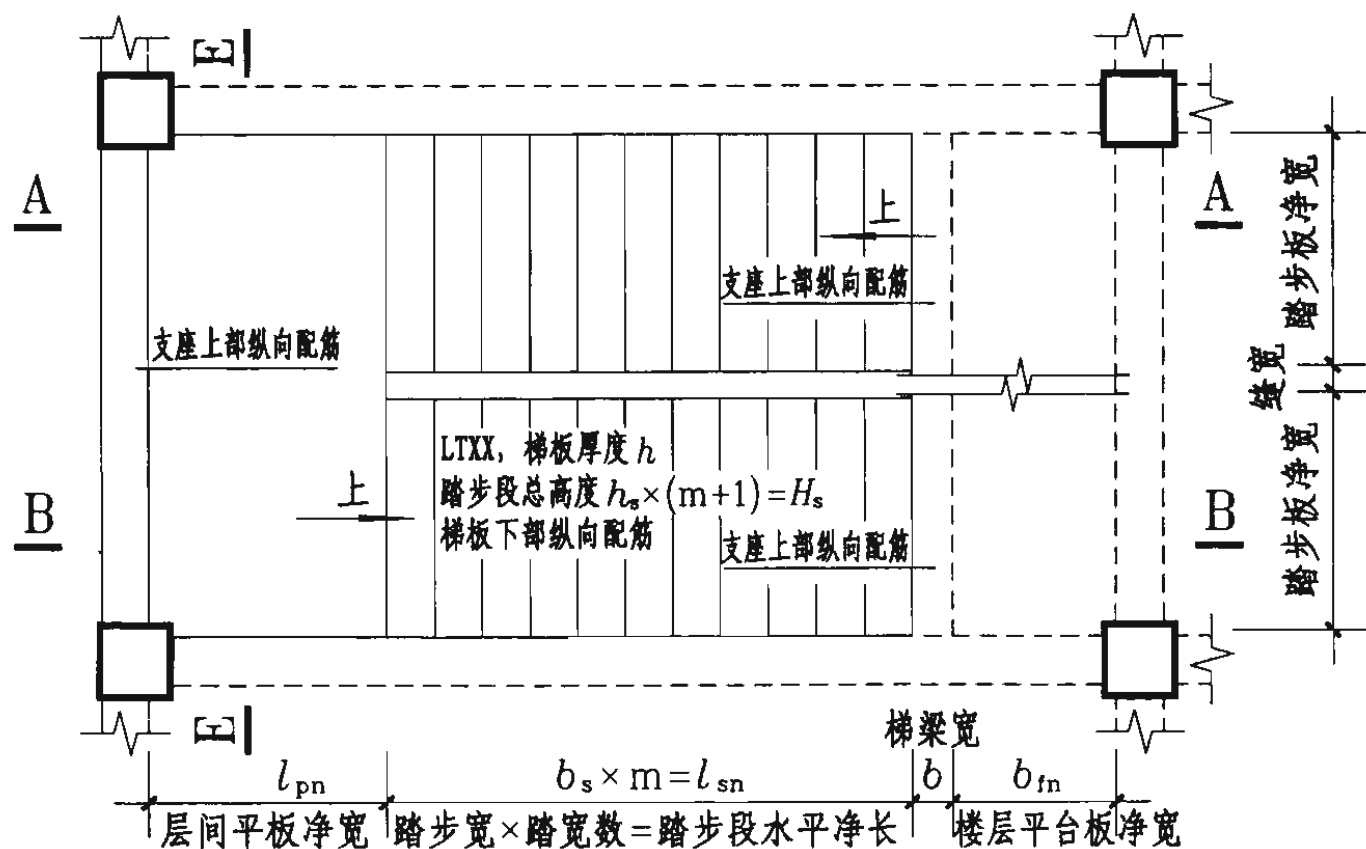 E
A
A
上
支座上部纵向配筋
支座上部纵向配筋
踏步板净宽
缝宽
踏步板净宽
LTXX, 梯板厚度 h
踏步段总高度 hₛ×(m+1)=Hₛ
梯板下部纵向配筋
上
B
B
支座上部纵向配筋
E
梯梁宽
lpn
bₛ×m=lsn
b
bfn
层间平板净宽
踏步宽×踏宽数=踏步段水平净长
楼层平台板净宽